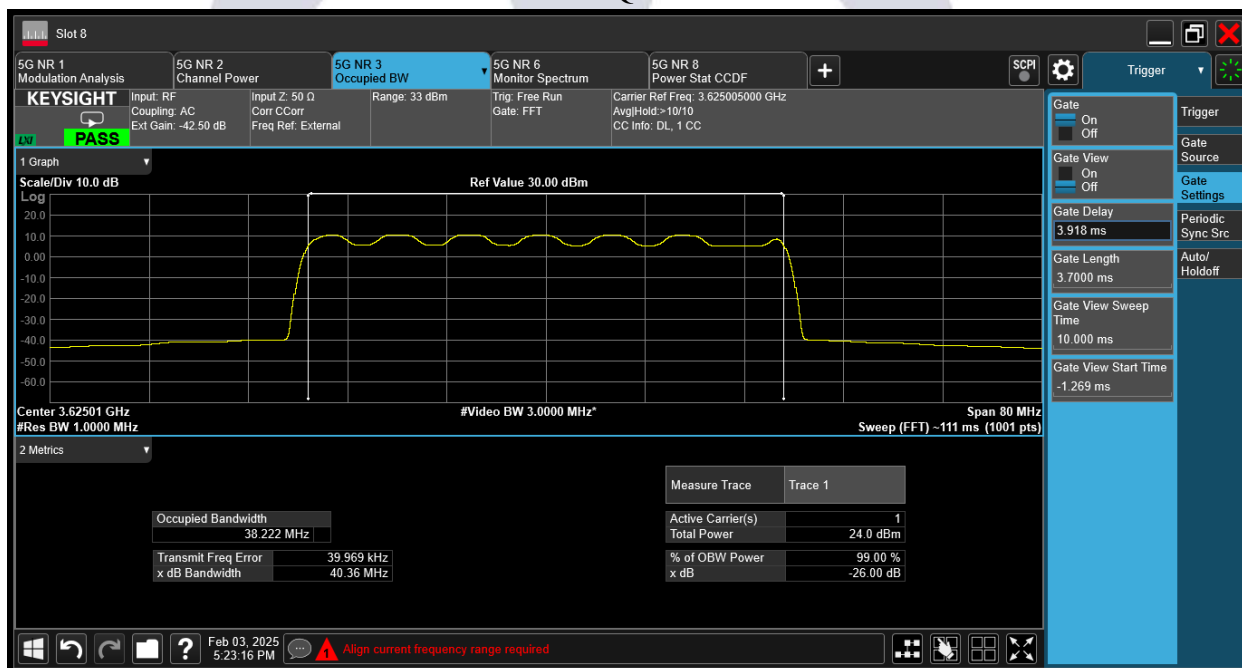 Slot 8
5G NR 1
Modulation Analysis
5G NR 2
Channel Power
5G NR 3
Occupied BW
5G NR 6
Monitor Spectrum
5G NR 8
Power Stat CCDF
+
SCPI
Trigger
KEYSIGHT
LXI
PASS
Input: RF
Coupling: AC
Ext Gain: -42.50 dB
Input Z: 50 Ω
Corr CCorr
Freq Ref: External
Range: 33 dBm
Trig: Free Run
Gate: FFT
Carrier Ref Freq: 3.625005000 GHz
Avg|Hold:>10/10
CC Info: DL, 1 CC
1 Graph
Scale/Div 10.0 dB
Ref Value 30.00 dBm
Log
20.0
10.0
0.00
-10.0
-20.0
-30.0
-40.0
-50.0
-60.0
Center 3.62501 GHz
#Video BW 3.0000 MHz*
Span 80 MHz
#Res BW 1.0000 MHz
Sweep (FFT) ~111 ms (1001 pts)
2 Metrics
Measure Trace Trace 1
Occupied Bandwidth
38.222 MHz
Active Carrier(s) 1
Total Power 24.0 dBm
Transmit Freq Error 39.969 kHz
x dB Bandwidth 40.36 MHz
% of OBW Power 99.00 %
x dB -26.00 dB
Gate
On
Off
Gate View
On
Off
Gate Delay
3.918 ms
Gate Length
3.7000 ms
Gate View Sweep
Time
10.000 ms
Gate View Start Time
-1.269 ms
Trigger
Gate
Source
Gate
Settings
Periodic
Sync Src
Auto/
Holdoff
?
Feb 03, 2025
5:23:16 PM
1
Align current frequency range required